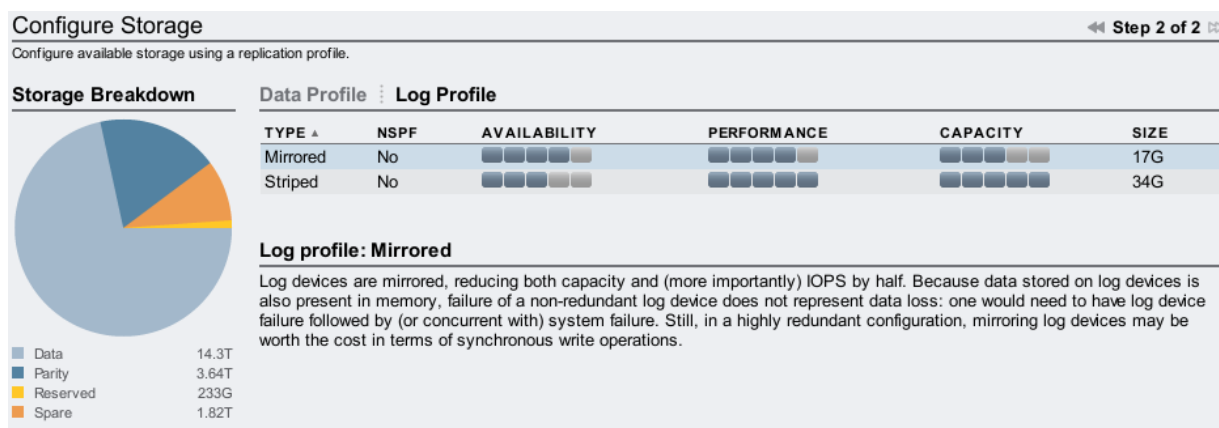 Configure Storage
Step 2 of 2
Configure available storage using a replication profile.
Storage Breakdown
Data Profile Log Profile
TYPE NSPF AVAILABILITY PERFORMANCE CAPACITY SIZE
Mirrored No 17G
Striped No 34G
Log profile: Mirrored
Log devices are mirrored, reducing both capacity and (more importantly) IOPS by half. Because data stored on log devices is
also present in memory, failure of a non-redundant log device does not represent data loss: one would need to have log device
failure followed by (or concurrent with) system failure. Still, in a highly redundant configuration, mirroring log devices may be
worth the cost in terms of synchronous write operations.
Data 14.3T
Parity 3.64T
Reserved 233G
Spare 1.82T